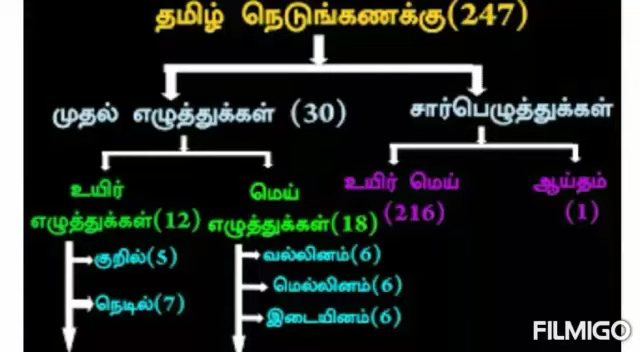 தமிழ் நெடுங்கணக்கு(247)
முதல் எழுத்துக்கள் (30)
சார்பெழுத்துக்கள்
உயிர்
எழுத்துக்கள்(12)
மெய்
எழுத்துக்கள்(18)
உயிர் மெய்
(216)
ஆய்தம்
(1)
குறில்(5)
நெடில்(7)
வல்லினம்(6)
மெல்லினம்(6)
இடையினம்(6)
FILMIGO